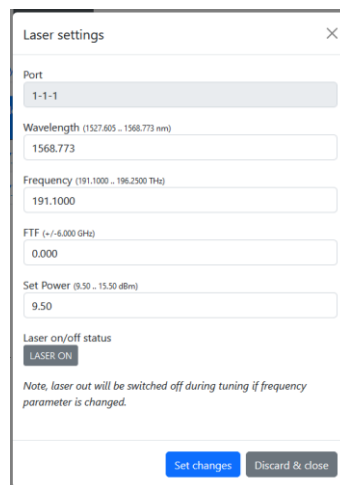 Laser settings
Port
1-1-1
Wavelength (1527.605 .. 1568.773 nm)
1568.773
Frequency (191.1000 .. 196.2500 THz)
191.1000
FTF (+/-6.000 GHz)
0.000
Set Power (9.50 .. 15.50 dBm)
9.50
Laser on/off status
LASER ON
Note, laser out will be switched off during tuning if frequency
parameter is changed.
Set changes Discard & close